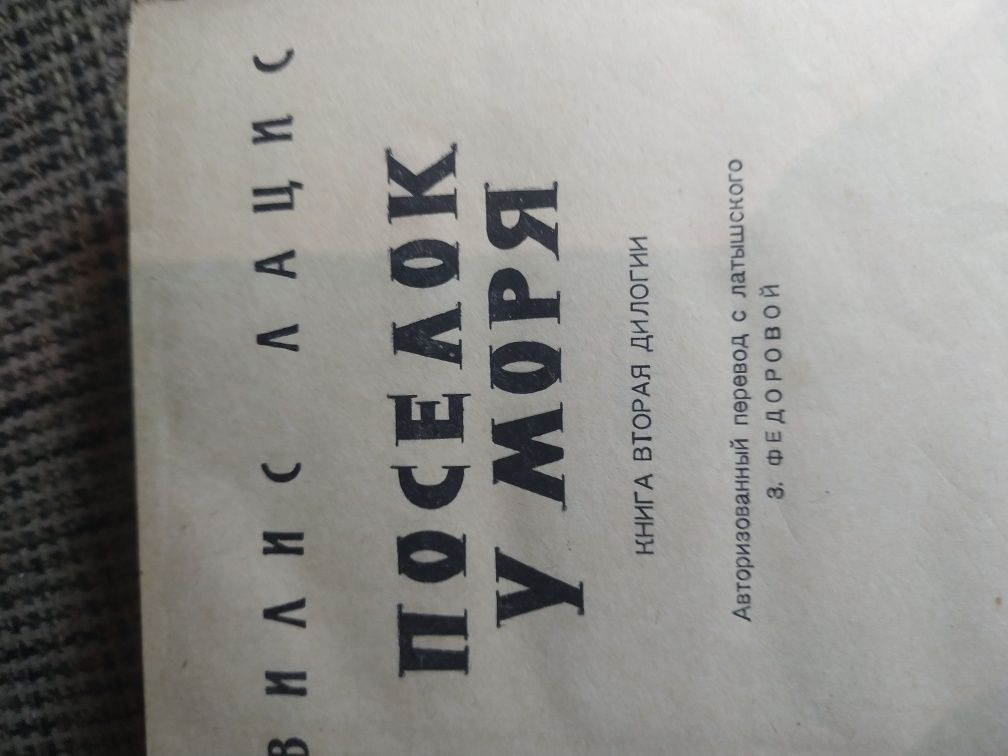 ВИЛИС ЛАЦИС
ПОСЕЛОК
У МОРЯ
КНИГА ВТОРАЯ ДИЛОГИИ
Авторизованный перевод с латышского
З. ФЕДОРОВОЙ